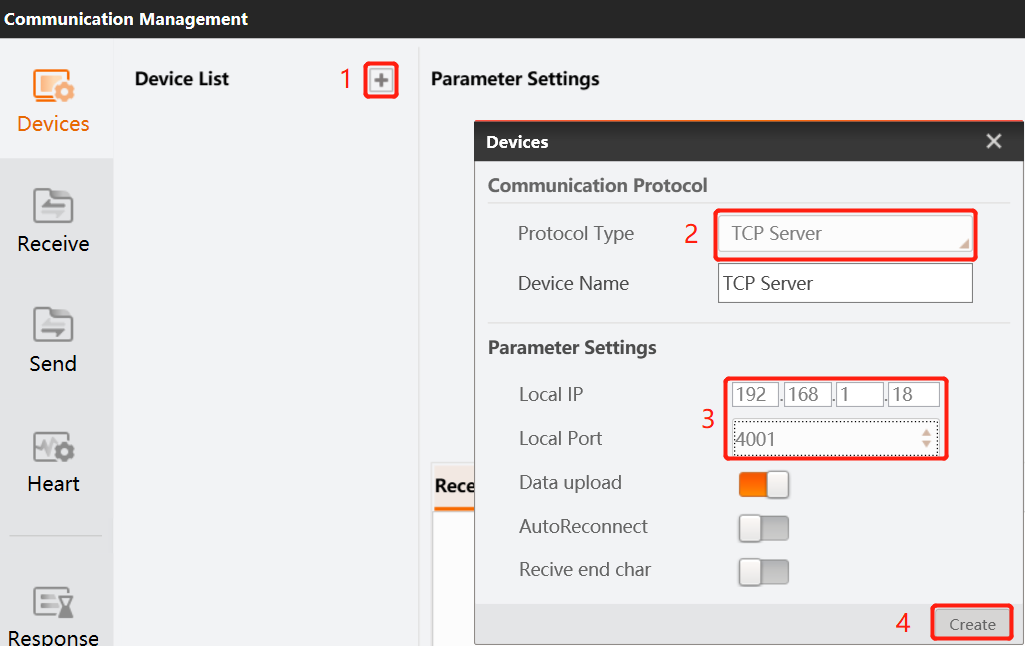 Communication Management
Devices
Receive
Send
Heart
Response
Device List
1
Parameter Settings
Rece
Devices
Communication Protocol
Protocol Type 2 TCP Server
Device Name TCP Server
Parameter Settings
3
Local IP 192 . 168 . 1 . 18
Local Port 4001
Data upload
AutoReconnect
Recive end char
4 Create